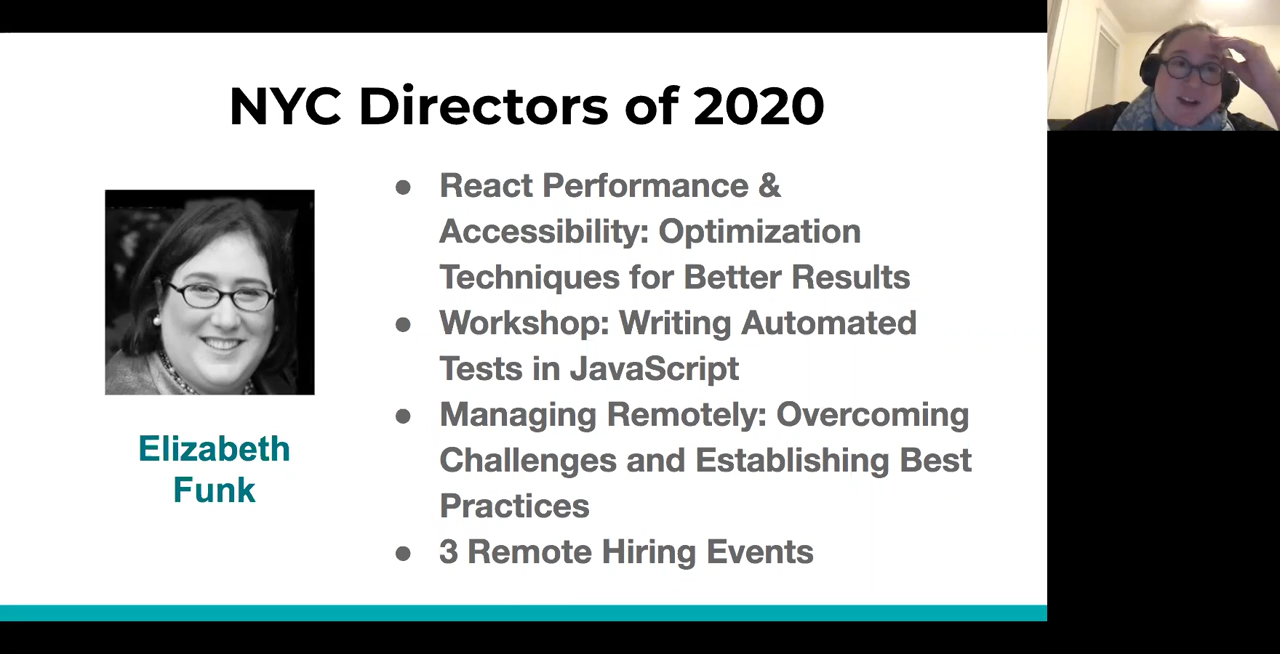 NYC Directors of 2020
Elizabeth
Funk
● React Performance &
Accessibility: Optimization
Techniques for Better Results
● Workshop: Writing Automated
Tests in JavaScript
● Managing Remotely: Overcoming
Challenges and Establishing Best
Practices
● 3 Remote Hiring Events